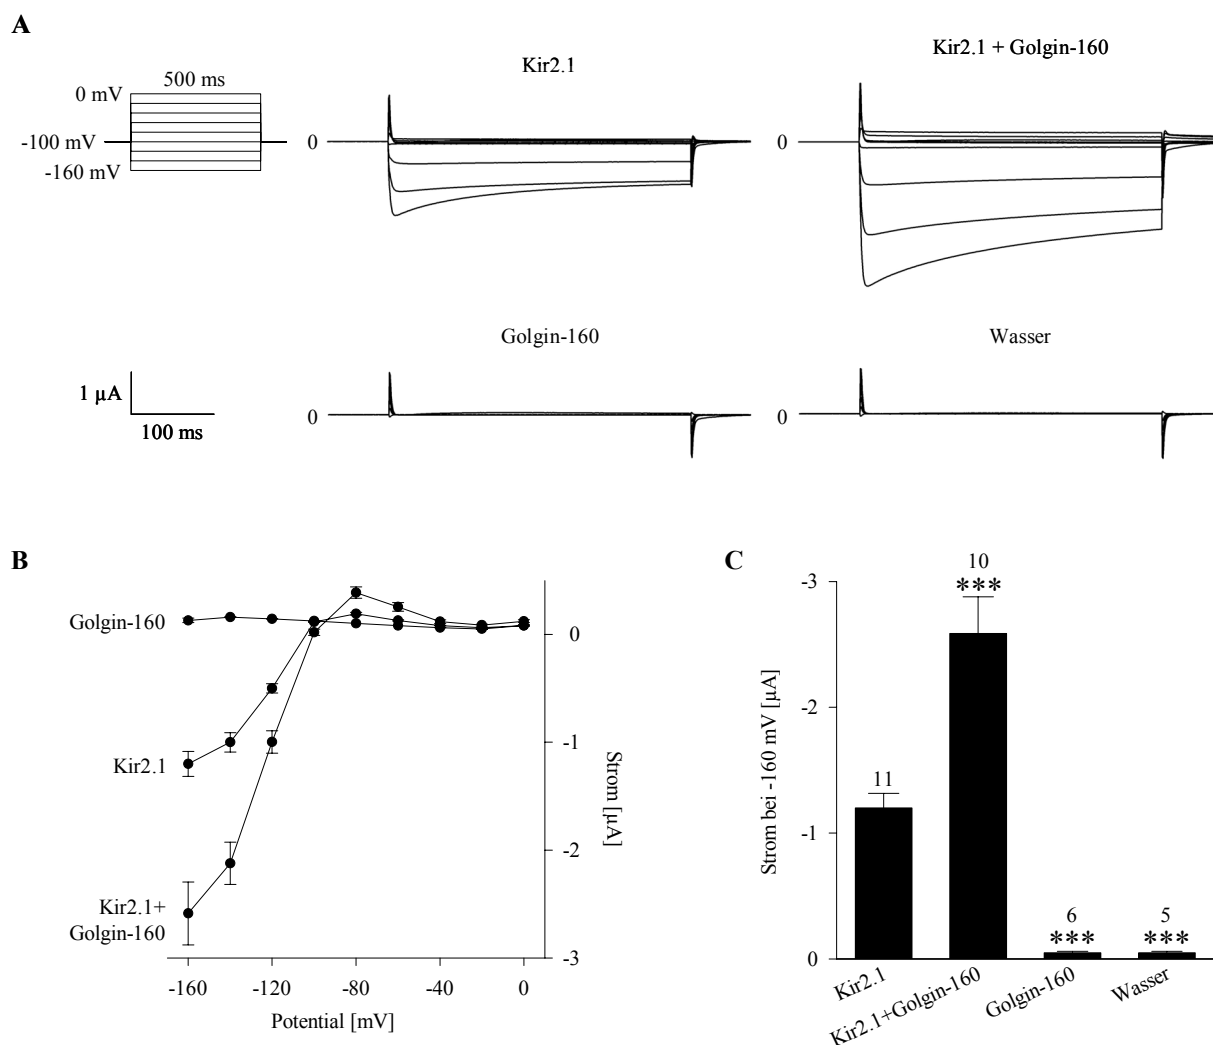 A
500 ms
0 mV
-100 mV
-160 mV
Kir2.1
0
Kir2.1 + Golgin-160
0
1 µA
100 ms
Golgin-160
0
Wasser
0
B
Golgin-160
Kir2.1
Kir2.1+
Golgin-160
0
-1
-2
-3
Strom [µA]
-160
-120
-80
-40
0
Potential [mV]
C
-3
-2
-1
0
Strom bei -160 mV [µA]
11
10
***
6
***
5
***
Kir2.1
Kir2.1+Golgin-160
Golgin-160
Wasser